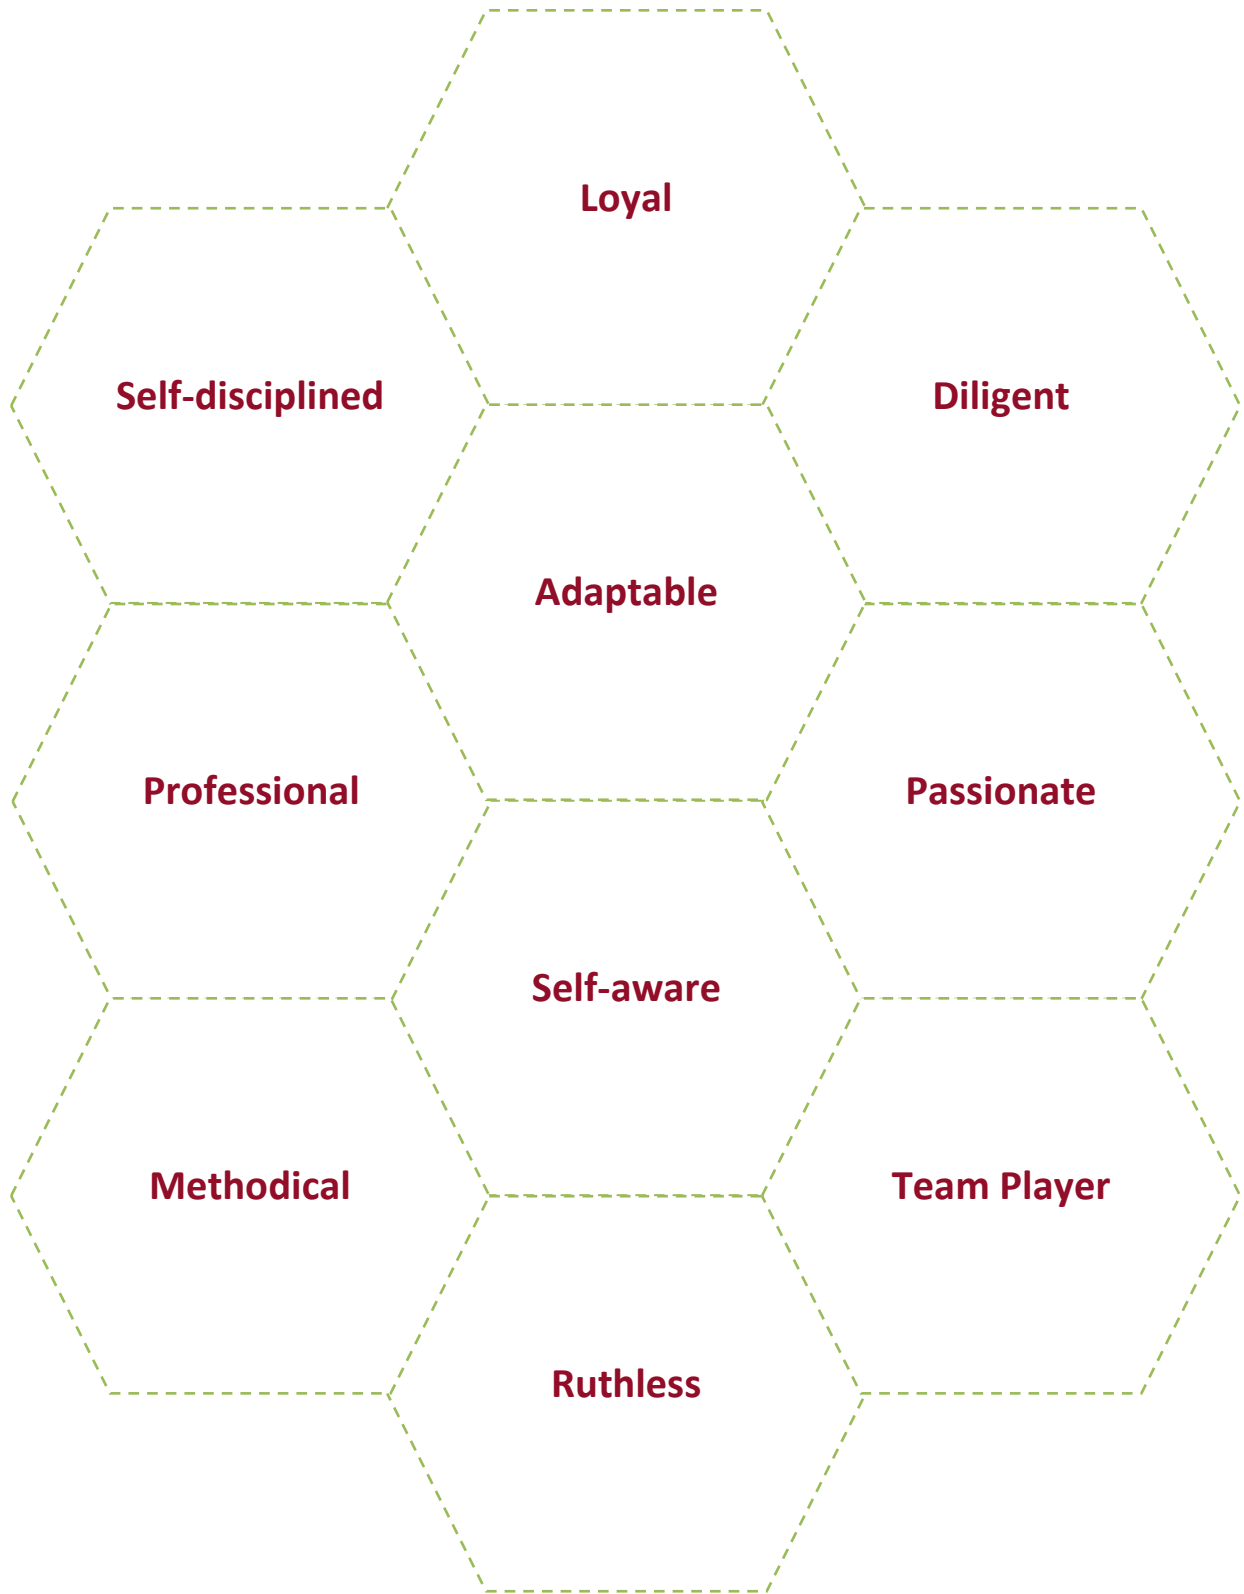 Loyal
Self-disciplined
Diligent
Adaptable
Professional
Passionate
Self-aware
Methodical
Team Player
Ruthless